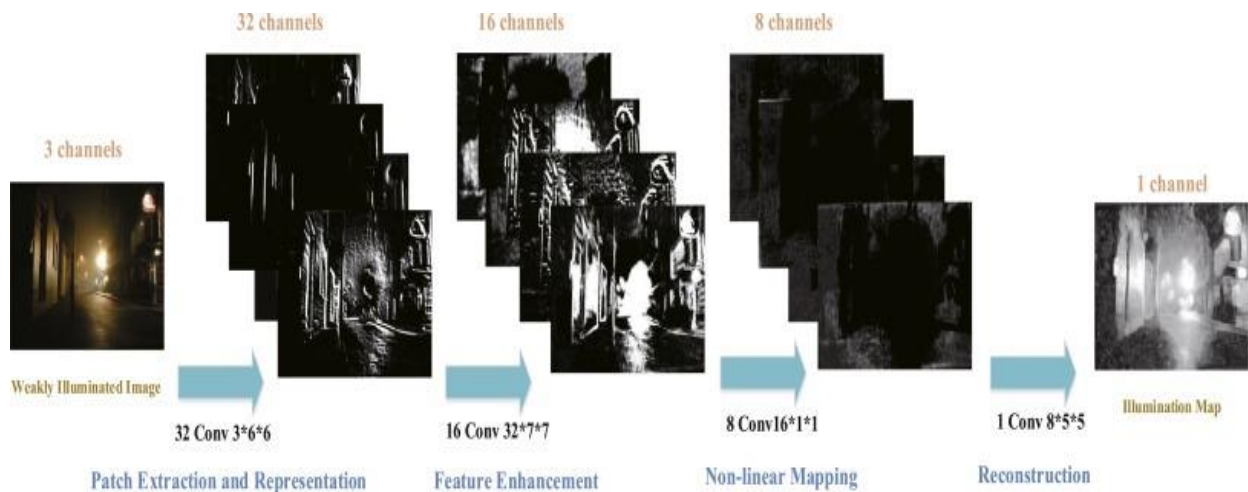 32 channels
16 channels
8 channels
3 channels
1 channel
Weakly Illuminated Image
Illumination Map
32 Conv 3*6*6
16 Conv 32*7*7
8 Conv16*1*1
1 Conv 8*5*5
Patch Extraction and Representation
Feature Enhancement
Non-linear Mapping
Reconstruction